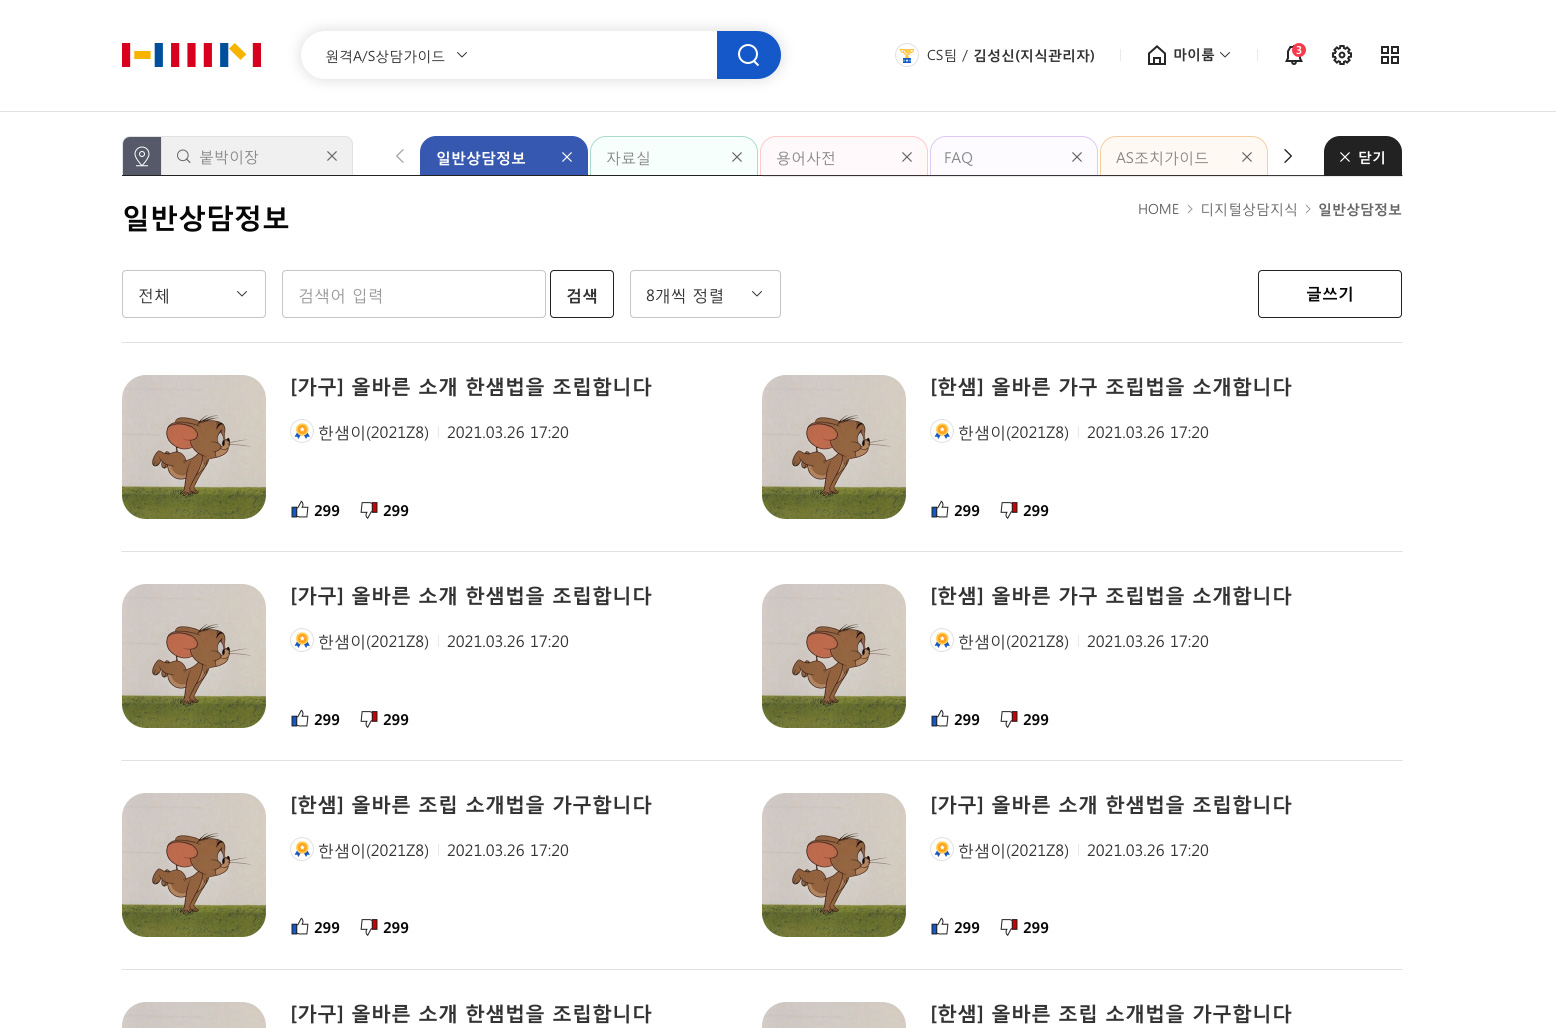 원격A/S상담가이드
CS팀 / 김성신(지식관리자)
마이룸
3
붙박이장
일반상담정보
자료실
용어사전
FAQ
AS조치가이드
닫기
일반상담정보
HOME > 디지털상담지식 > 일반상담정보
전체
검색어 입력
검색
8개씩 정렬
글쓰기
[가구] 올바른 소개 한샘법을 조립합니다
한샘이(2021Z8) 2021.03.26 17:20
299 299
[한샘] 올바른 가구 조립법을 소개합니다
한샘이(2021Z8) 2021.03.26 17:20
299 299
[가구] 올바른 소개 한샘법을 조립합니다
한샘이(2021Z8) 2021.03.26 17:20
299 299
[한샘] 올바른 가구 조립법을 소개합니다
한샘이(2021Z8) 2021.03.26 17:20
299 299
[한샘] 올바른 조립 소개법을 가구합니다
한샘이(2021Z8) 2021.03.26 17:20
299 299
[가구] 올바른 소개 한샘법을 조립합니다
한샘이(2021Z8) 2021.03.26 17:20
299 299
[가구] 올바른 소개 한샘법을 조립합니다
[한샘] 올바른 조립 소개법을 가구합니다